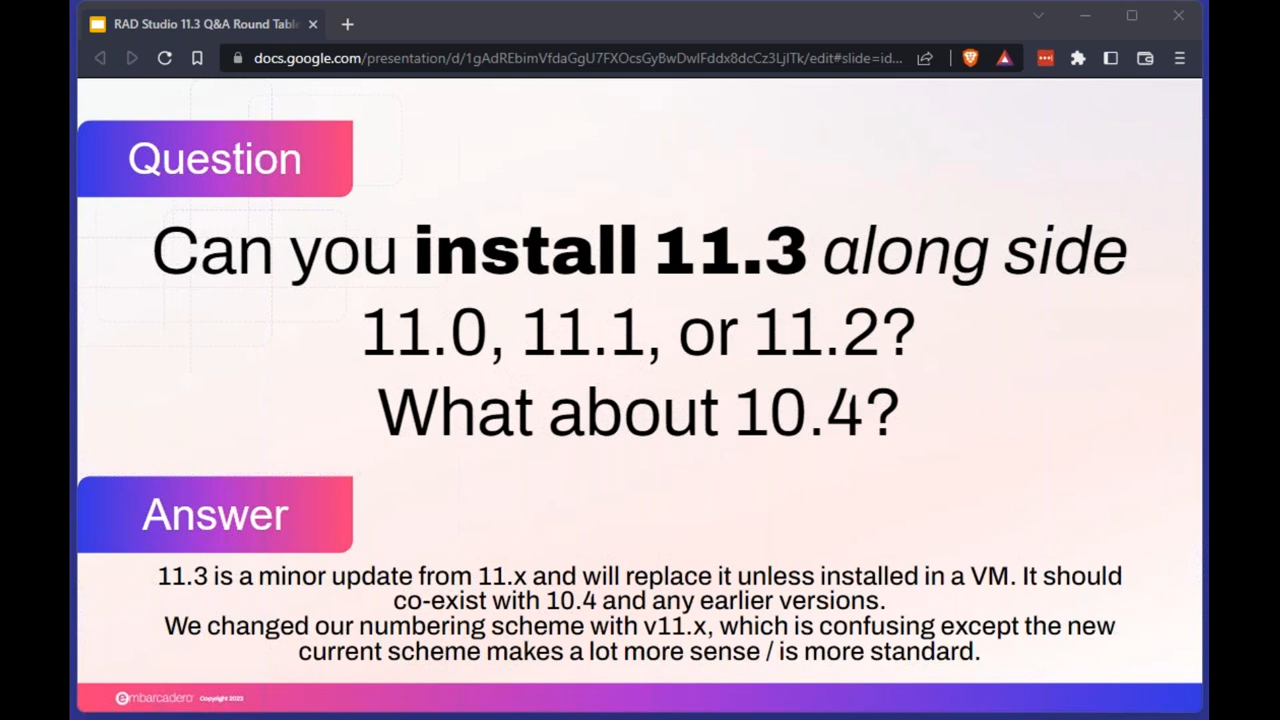 RAD Studio 11.3 Q&A Round Table
docs.google.com/presentation/d/1gAdREbimVfdaGgU7FXOcsGyBwDwIFddx8dcCz3LjITk/edit#slide=id...
Question
Can you install 11.3 along side
11.0, 11.1, or 11.2?
What about 10.4?
Answer
11.3 is a minor update from 11.x and will replace it unless installed in a VM. It should
co-exist with 10.4 and any earlier versions.
We changed our numbering scheme with v11.x, which is confusing except the new
current scheme makes a lot more sense / is more standard.
embarcadero Copyright 2023